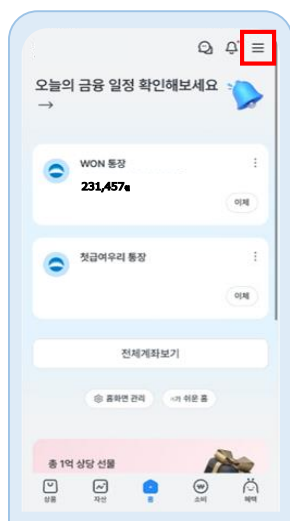 오늘의 금융 일정 확인해보세요
→
WON 통장
231,457원
이체
첫급여우리 통장
이체
전체계좌보기
홈화면 관리
가 쉬운 홈
총 1억 상당 선물
상품
자산
홈
소비
혜택